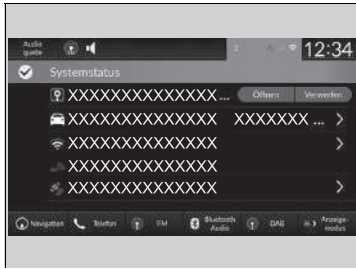 Audio
quelle
12:34
Systemstatus
XXXXXXXXXXXXXX... Öffnen Verwerfen
XXXXXXXXXXXXXX XXXXXXX ...
XXXXXXXXXXXXXX
XXXXXXXXXXXXXX
XXXXXXXXXXXXXX
Navigation Telefon FM Bluetooth Audio DAB Anzeige-
modus